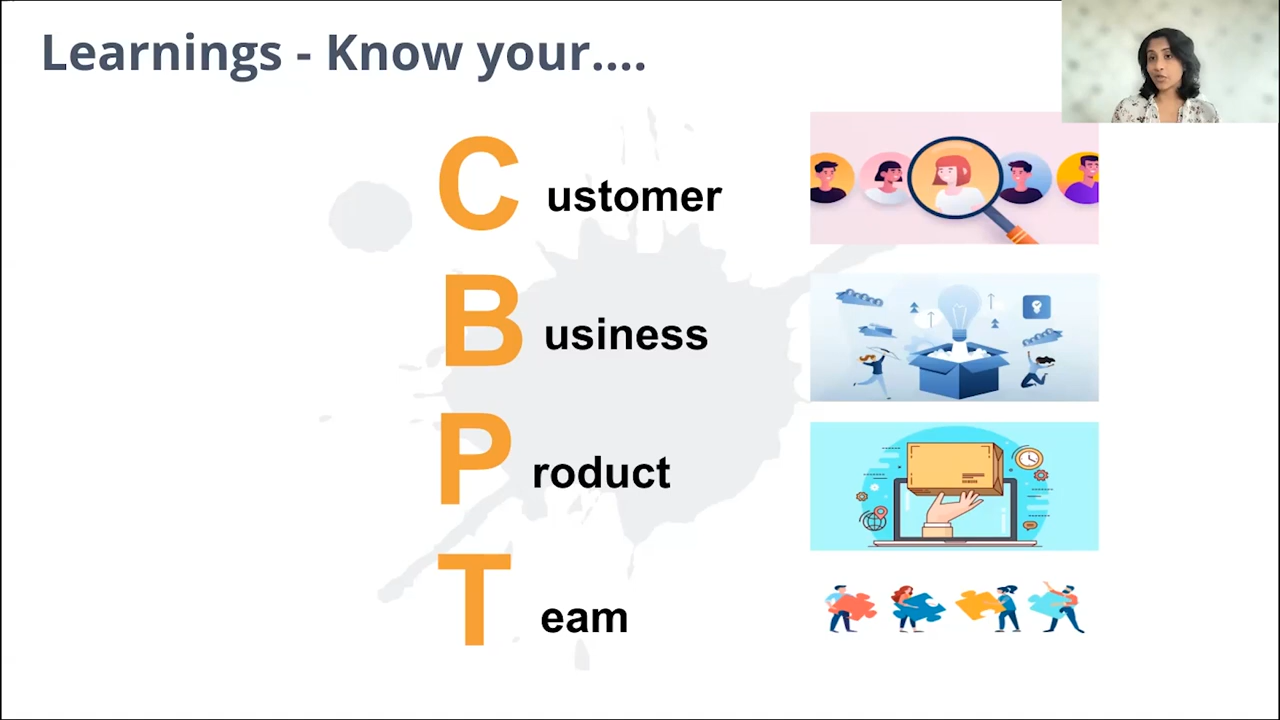 Learnings - Know your....
Customer
Business
Product
Team